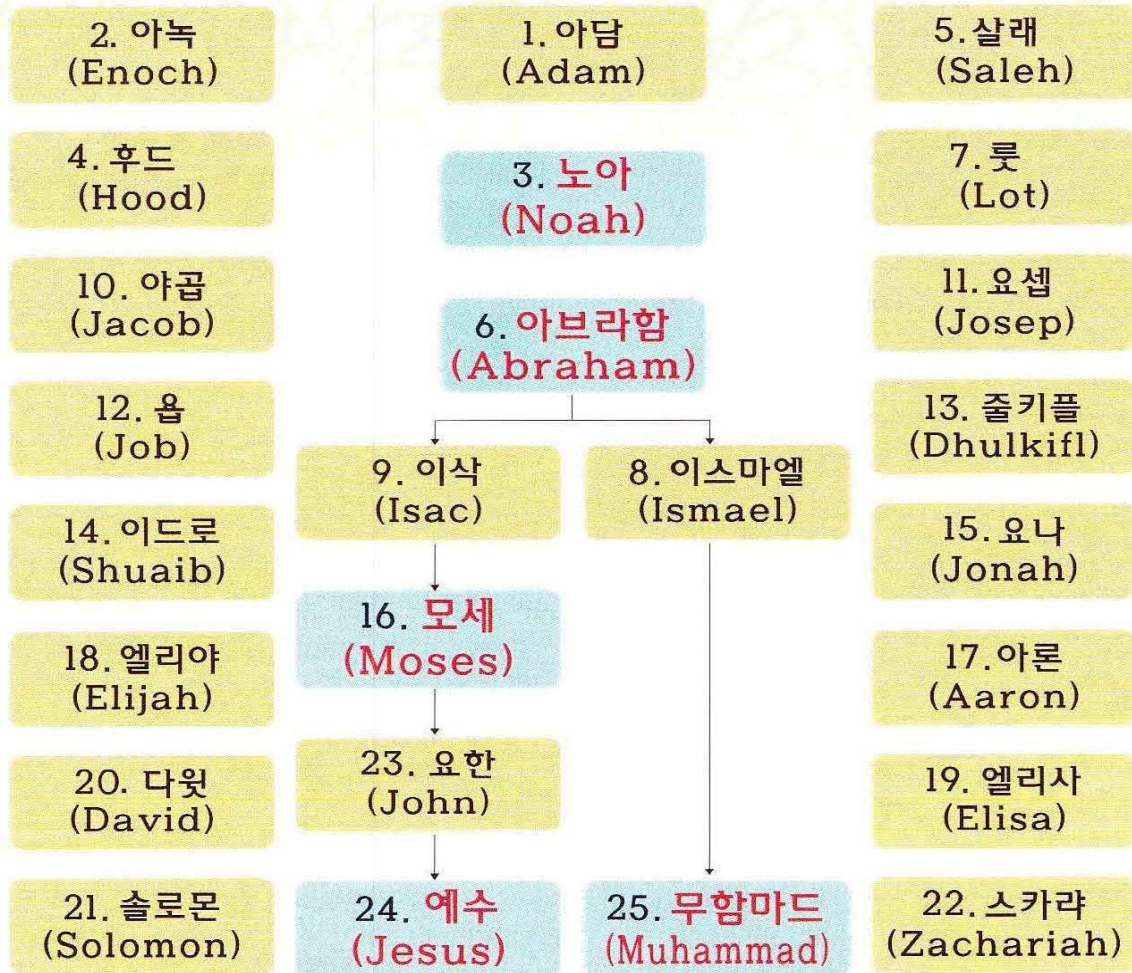 2. 아녹
(Enoch)
1. 아담
(Adam)
5. 살래
(Saleh)
4. 후드
(Hood)
3. 노아
(Noah)
7. 룻
(Lot)
10. 야곱
(Jacob)
6. 아브라함
(Abraham)
11. 요셉
(Josep)
12. 욥
(Job)
13. 줄키플
(Dhulkifl)
9. 이삭
(Isac)
8. 이스마엘
(Ismael)
14. 이드로
(Shuaib)
15. 요나
(Jonah)
16. 모세
(Moses)
18. 엘리야
(Elijah)
17. 아론
(Aaron)
23. 요한
(John)
20. 다윗
(David)
19. 엘리사
(Elisa)
21. 솔로몬
(Solomon)
24. 예수
(Jesus)
25. 무함마드
(Muhammad)
22. 스카랴
(Zachariah)